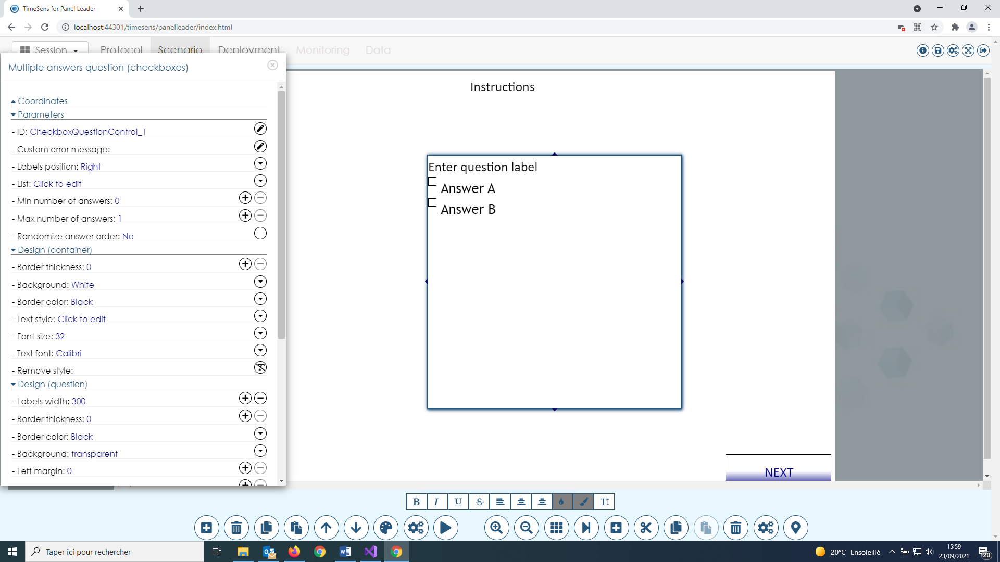 TimeSens for Panel Leader
localhost:44301/timesens/panelleader/index.html
Session Protocol Scenario Deployment Monitoring Data
Multiple answers question (checkboxes)
Coordinates
Parameters
- ID: CheckboxQuestionControl_1
- Custom error message:
- Labels position: Right
- List: Click to edit
- Min number of answers: 0
- Max number of answers: 1
- Randomize answer order: No
Design (container)
- Border thickness: 0
- Background: White
- Border color: Black
- Text style: Click to edit
- Font size: 32
- Text font: Calibri
- Remove style:
Design (question)
- Labels width: 300
- Border thickness: 0
- Border color: Black
- Background: transparent
- Left margin: 0
Instructions
Enter question label
Answer A
Answer B
NEXT
B I U S T
Taper ici pour rechercher
20°C Ensoleillé
15:59
23/09/2021
20